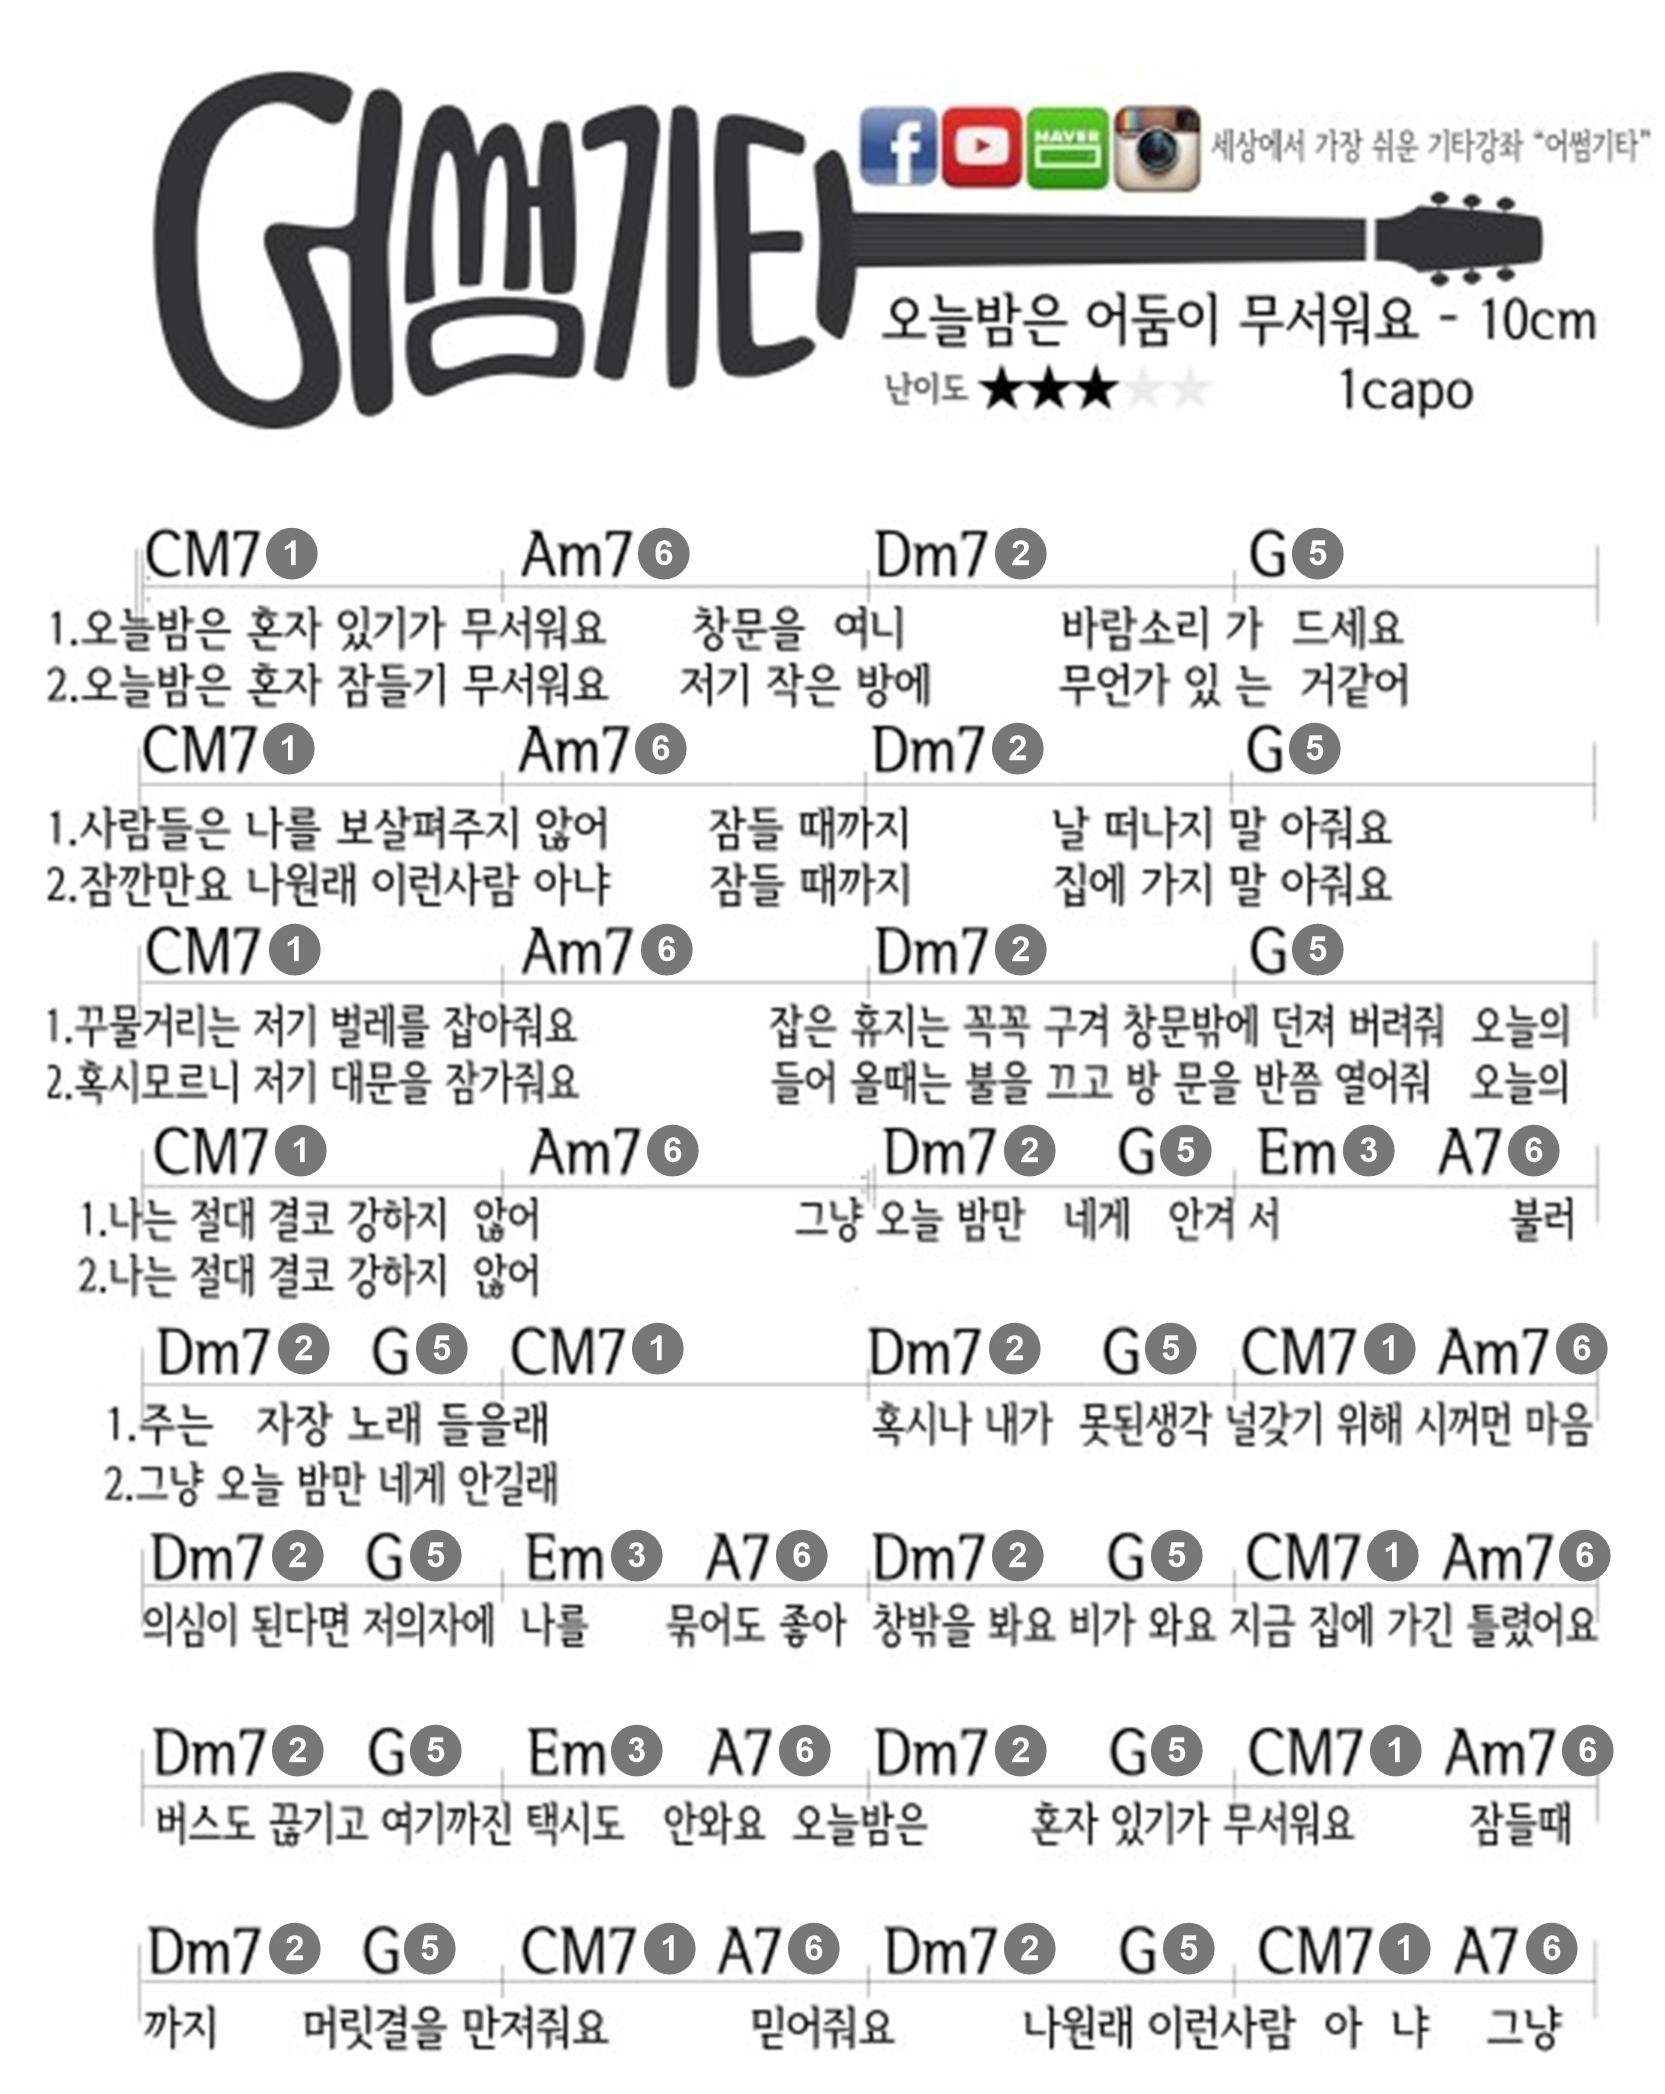 어썸기타
NAVER
세상에서 가장 쉬운 기타강좌 “어썸기타"
오늘밤은 어둠이 무서워요 - 10cm
난이도 ★★★★★ 1capo
CM7 1 Am7 6 Dm7 2 G 5
1.오늘밤은 혼자 있기가 무서워요 창문을 여니 바람소리 가 드세요
2.오늘밤은 혼자 잠들기 무서워요 저기 작은 방에 무언가 있 는 거같어
CM7 1 Am7 6 Dm7 2 G 5
1.사람들은 나를 보살펴주지 않어 잠들 때까지 날 떠나지 말 아줘요
2.잠깐만요 나원래 이런사람 아냐 잠들 때까지 집에 가지 말 아줘요
CM7 1 Am7 6 Dm7 2 G 5
1.꾸물거리는 저기 벌레를 잡아줘요 잡은 휴지는 꼭꼭 구겨 창문밖에 던져 버려줘 오늘의
2.혹시모르니 저기 대문을 잠가줘요 들어 올때는 불을 끄고 방 문을 반쯤 열어줘 오늘의
CM7 1 Am7 6 Dm7 2 G 5 Em 3 A7 6
1.나는 절대 결코 강하지 않어 그냥 오늘 밤만 네게 안겨 서 불러
2.나는 절대 결코 강하지 않어
Dm7 2 G 5 CM7 1 Dm7 2 G 5 CM7 1 Am7 6
1.주는 자장 노래 들을래 혹시나 내가 못된생각 널갖기 위해 시꺼먼 마음
2.그냥 오늘 밤만 네게 안길래
Dm7 2 G 5 Em 3 A7 6 Dm7 2 G 5 CM7 1 Am7 6
의심이 된다면 저의자에 나를 묶어도 좋아 창밖을 봐요 비가 와요 지금 집에 가긴 틀렸어요
Dm7 2 G 5 Em 3 A7 6 Dm7 2 G 5 CM7 1 Am7 6
버스도 끊기고 여기까진 택시도 안와요 오늘밤은 혼자 있기가 무서워요 잠들때
Dm7 2 G 5 CM7 1 A7 6 Dm7 2 G 5 CM7 1 A7 6
까지 머릿결을 만져줘요 믿어줘요 나원래 이런사람 아 냐 그냥